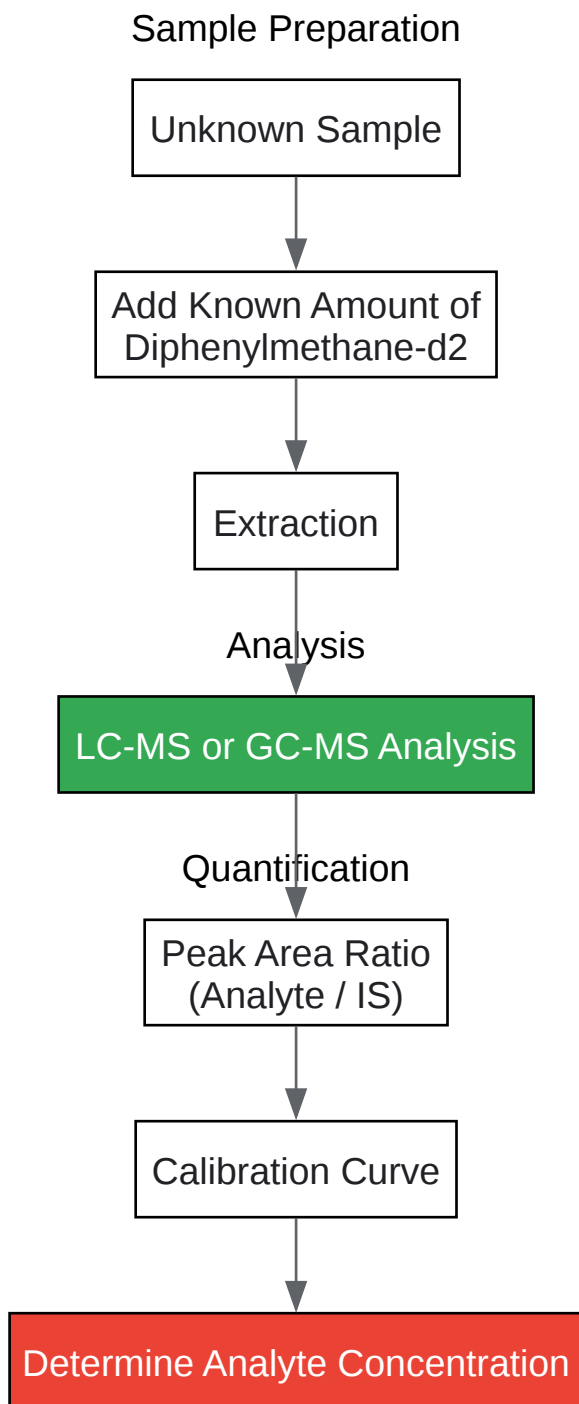 Sample Preparation
Unknown Sample
Add Known Amount of
Diphenylmethane-d2
Extraction
Analysis
LC-MS or GC-MS Analysis
Quantification
Peak Area Ratio
(Analyte / IS)
Calibration Curve
Determine Analyte Concentration